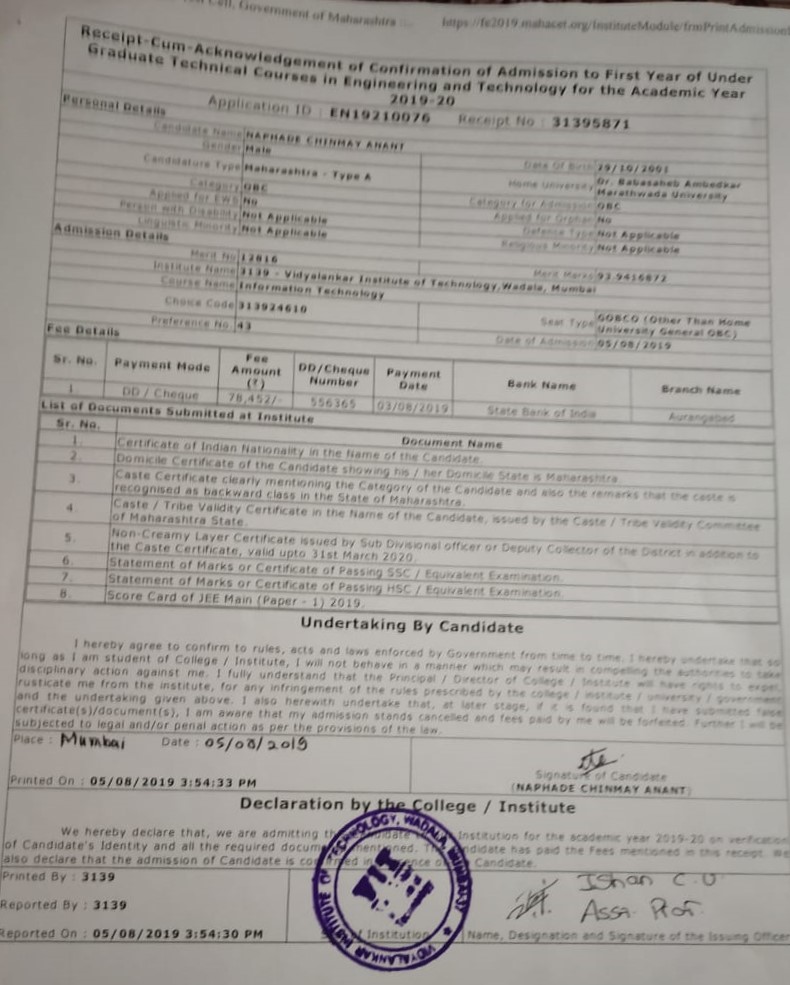 Cell, Government of Maharashtra ... https://fe2019.mahacet.org/InstituteModule/frmPrintAdmission
Receipt-Cum-Acknowledgement of Confirmation of Admission to First Year of Under
Graduate Technical Courses in Engineering and Technology for the Academic Year
2019-20
Application ID : EN19210076 Receipt No : 31395871
Personal Details
Candidate Name NAPHADE CHINMAY ANANT
Gender Male Date Of Birth
Candidature Type Maharashtra - Type A Home University Dr. Babasaheb Ambedkar
Marathwada University
Category OBC Category for Admission OBC
Applied for EWS No Applied for Orphan No
Person with Disability Not Applicable Defence Type Not Applicable
Linguistic Minority Not Applicable Religious Minority Not Applicable
Admission Details
Merit No 12816 Merit Marks 93.9416872
Institute Name 3139 - Vidyalankar Institute of Technology,Wadala, Mumbai
Course Name Information Technology
Choice Code 313924610 Seat Type GOBCO (Other Than Home
University General OBC)
Preference No. 43 Date of Admission 05/08/2019
Fee Details
Sr. No. Payment Mode Fee Amount (₹) DD/Cheque Number Payment Date Bank Name Branch Name
1. DD / Cheque 78,452/- 556365 03/08/2019 State Bank of India Aurangabad
List of Documents Submitted at Institute
Sr. No. Document Name
1. Certificate of Indian Nationality in the Name of the Candidate.
2. Domicile Certificate of the Candidate showing his / her Domicile State is Maharashtra.
3. Caste Certificate clearly mentioning the Category of the Candidate and also the remarks that the caste is
recognised as backward class in the State of Maharashtra.
4. Caste / Tribe Validity Certificate in the Name of the Candidate, issued by the Caste / Tribe Validity Committee
of Maharashtra State.
5. Non-Creamy Layer Certificate issued by Sub Divisional officer or Deputy Collector of the District in addition to
the Caste Certificate, valid upto 31st March 2020.
6. Statement of Marks or Certificate of Passing SSC / Equivalent Examination.
7. Statement of Marks or Certificate of Passing HSC / Equivalent Examination.
8. Score Card of JEE Main (Paper - 1) 2019.
Undertaking By Candidate
I hereby agree to confirm to rules, acts and laws enforced by Government from time to time. I hereby undertake that so
long as I am student of College / Institute, I will not behave in a manner which may result in compelling the authorities to take
disciplinary action against me. I fully understand that the Principal / Director of College / Institute will have rights to expel,
rusticate me from the institute, for any infringement of the rules prescribed by the college / institute / university / government
and the undertaking given above. I also herewith undertake that, at later stage, if it is found that I have submitted false
certificate(s)/document(s), I am aware that my admission stands cancelled and fees paid by me will be forfeited. Further I will be
subjected to legal and/or penal action as per the provisions of the law.
Place : Mumbai Date : 05/08/2019
Signature of Candidate
Printed On : 05/08/2019 3:54:33 PM (NAPHADE CHINMAY ANANT)
Declaration by the College / Institute
We hereby declare that, we are admitting Institution for the academic year 2019-20 on verification
of Candidate's Identity and all the required mentioned. has paid the Fees mentioned in this receipt. We
also declare that the admission of Candidate is Candidate.
Printed By : 3139 Ishan C.U
Reported By : 3139 Assa. Prof.
Reported On : 05/08/2019 3:54:30 PM Institution Name, Designation and Signature of the Issuing Officer
VIDYALANKAR INSTITUTE OF TECHNOLOGY, WADALA
VIT